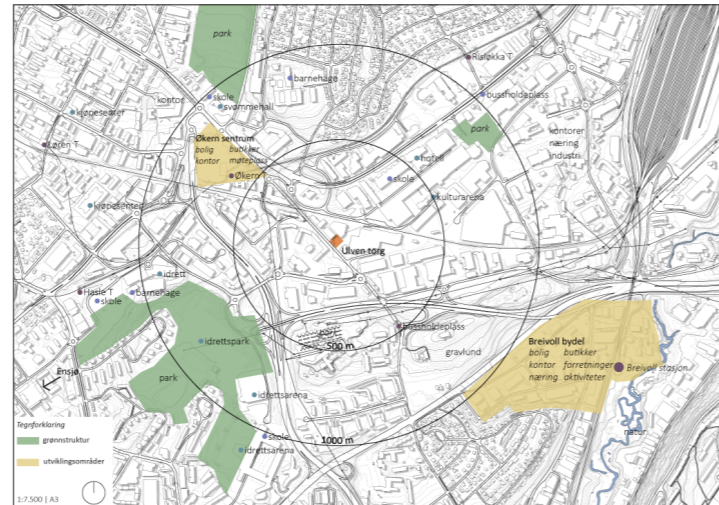 park
Risløkka T
barnehage
kontor
skole
bussholdeplass
svømmehall
kjøpesenter
park
kontorer
næring
industri
Økern sentrum
bolig butikker
kontor møteplass
Løren T
hotell
Økern T
skole
kulturarena
kjøpesenter
Ulven torg
idrett
Hasle T
barnehage
skole
bussholdeplass
park
idrettspark
500 m
gravlund
Breivoll bydel
bolig butikker
kontor forretninger
næring aktiviteter
Breivoll stasjon
Ensjø
park
idrettsarena
natur
skole
1000 m
idrettsarena
Tegnforklaring
grønnstruktur
utviklingsområder
1:7.500 | A3